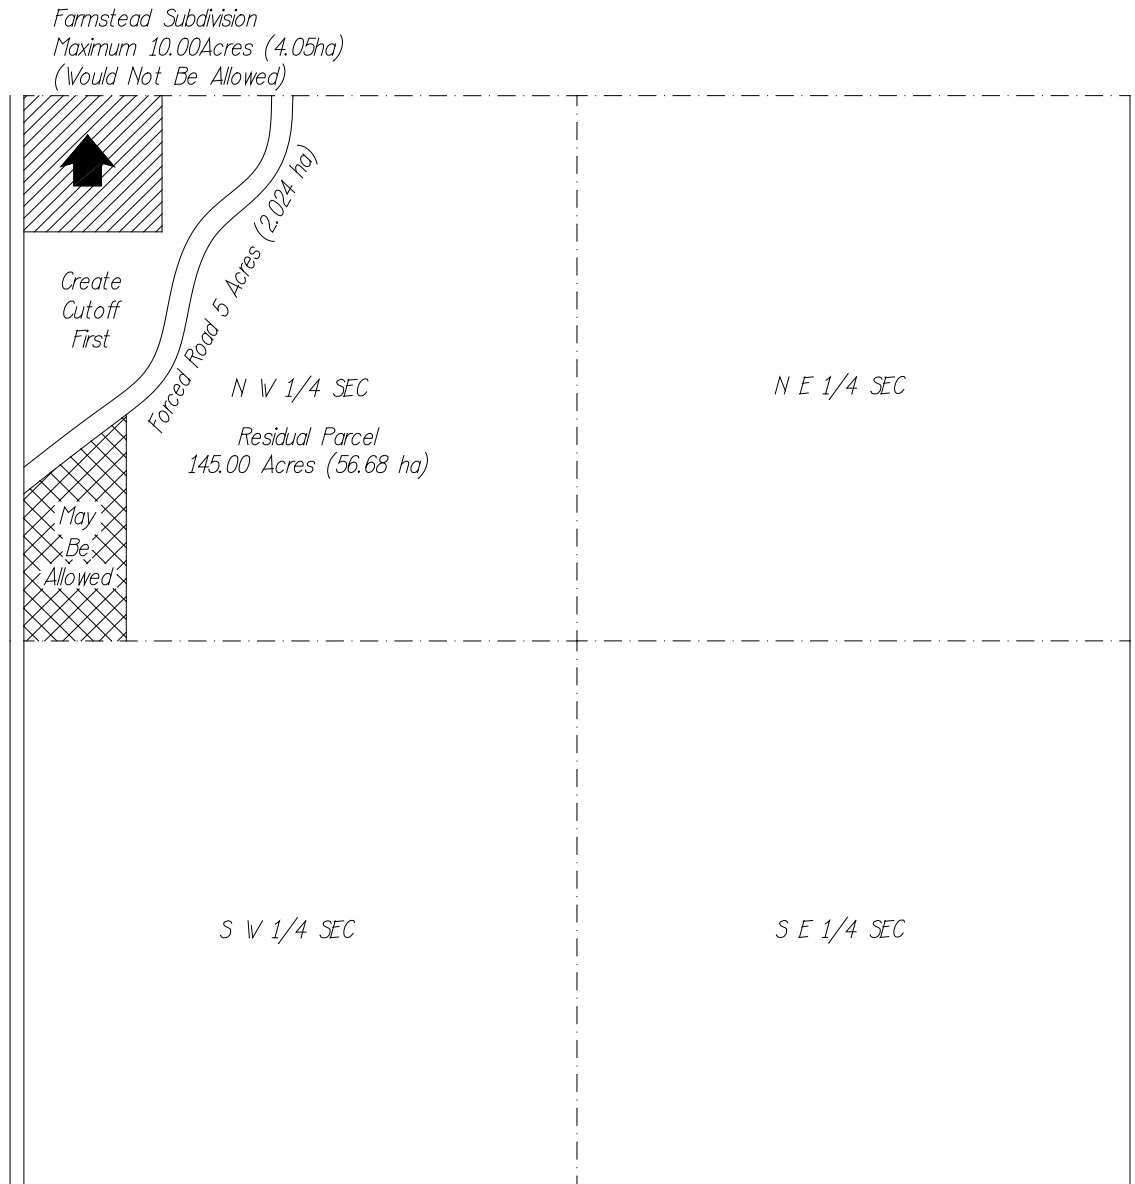 Farmstead Subdivision
Maximum 10.00Acres (4.05ha)
(Would Not Be Allowed)
Forced Road 5 Acres (2.024 ha)
Create
Cutoff
First
N W 1/4 SEC
Residual Parcel
145.00 Acres (56.68 ha)
N E 1/4 SEC
May
Be
Allowed
S W 1/4 SEC
S E 1/4 SEC